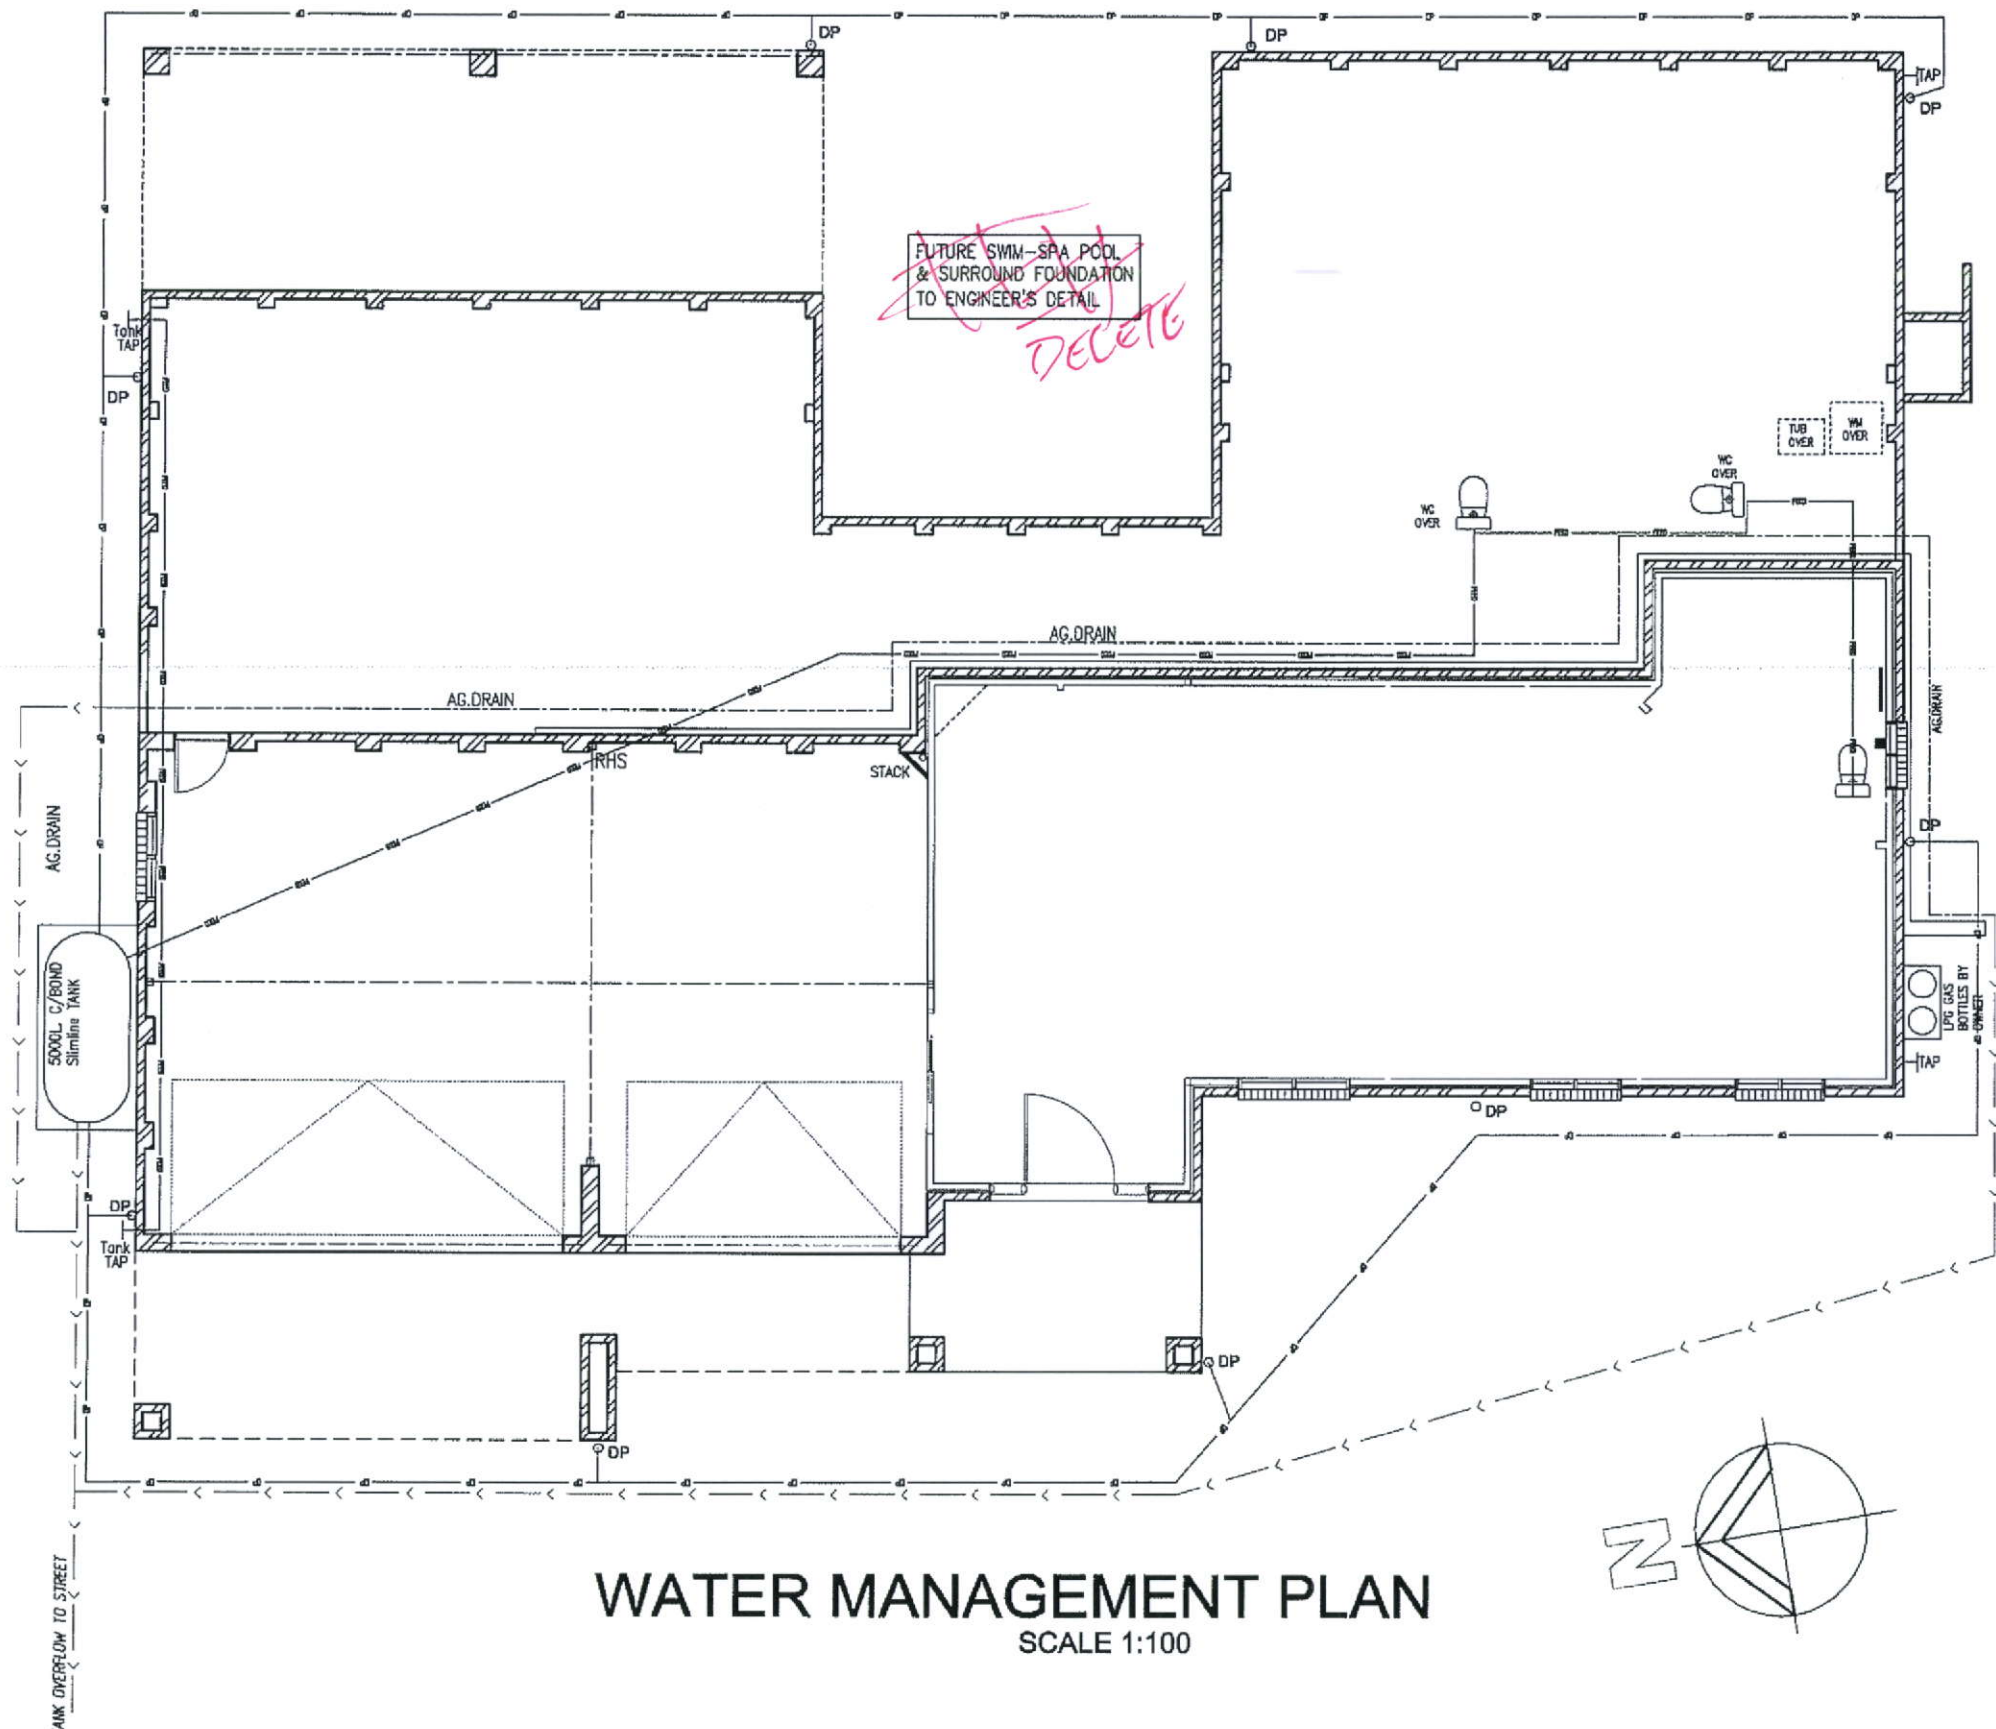 DP
DP
TAP
DP
FUTURE SWIM-SPA POOL
& SURROUND FOUNDATION
TO ENGINEER'S DETAIL
DELETE
Tank
TAP
DP
TUB
OVER
WM
OVER
WC
OVER
WC
OVER
AG.DRAIN
AG.DRAIN
AG.DRAIN
RHS
STACK
AG.DRAIN
DP
5000L C/BOND
Slimline TANK
LPG GAS
BOTTLES BY
OWNER
TAP
DP
DP
Tank
TAP
DP
DP
N
WATER MANAGEMENT PLAN
SCALE 1:100
ANK OVERFLOW TO STREET